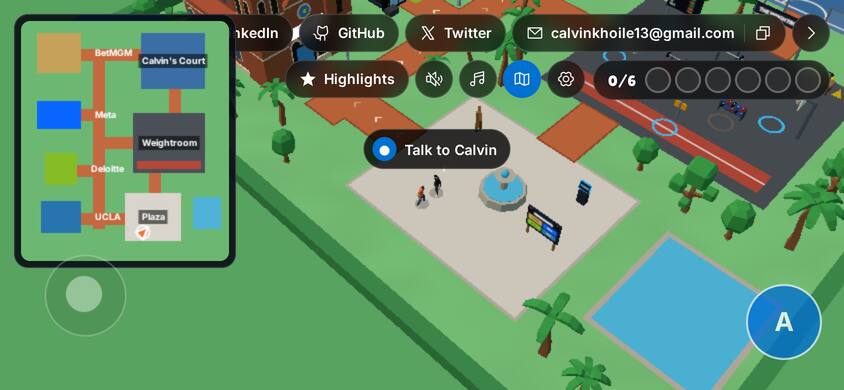 nkedIn
GitHub
Twitter
calvinkhoile13@gmail.com
Highlights
0/6
BetMGM
Calvin's Court
Meta
Weightroom
Deloitte
UCLA
Plaza
Talk to Calvin
A